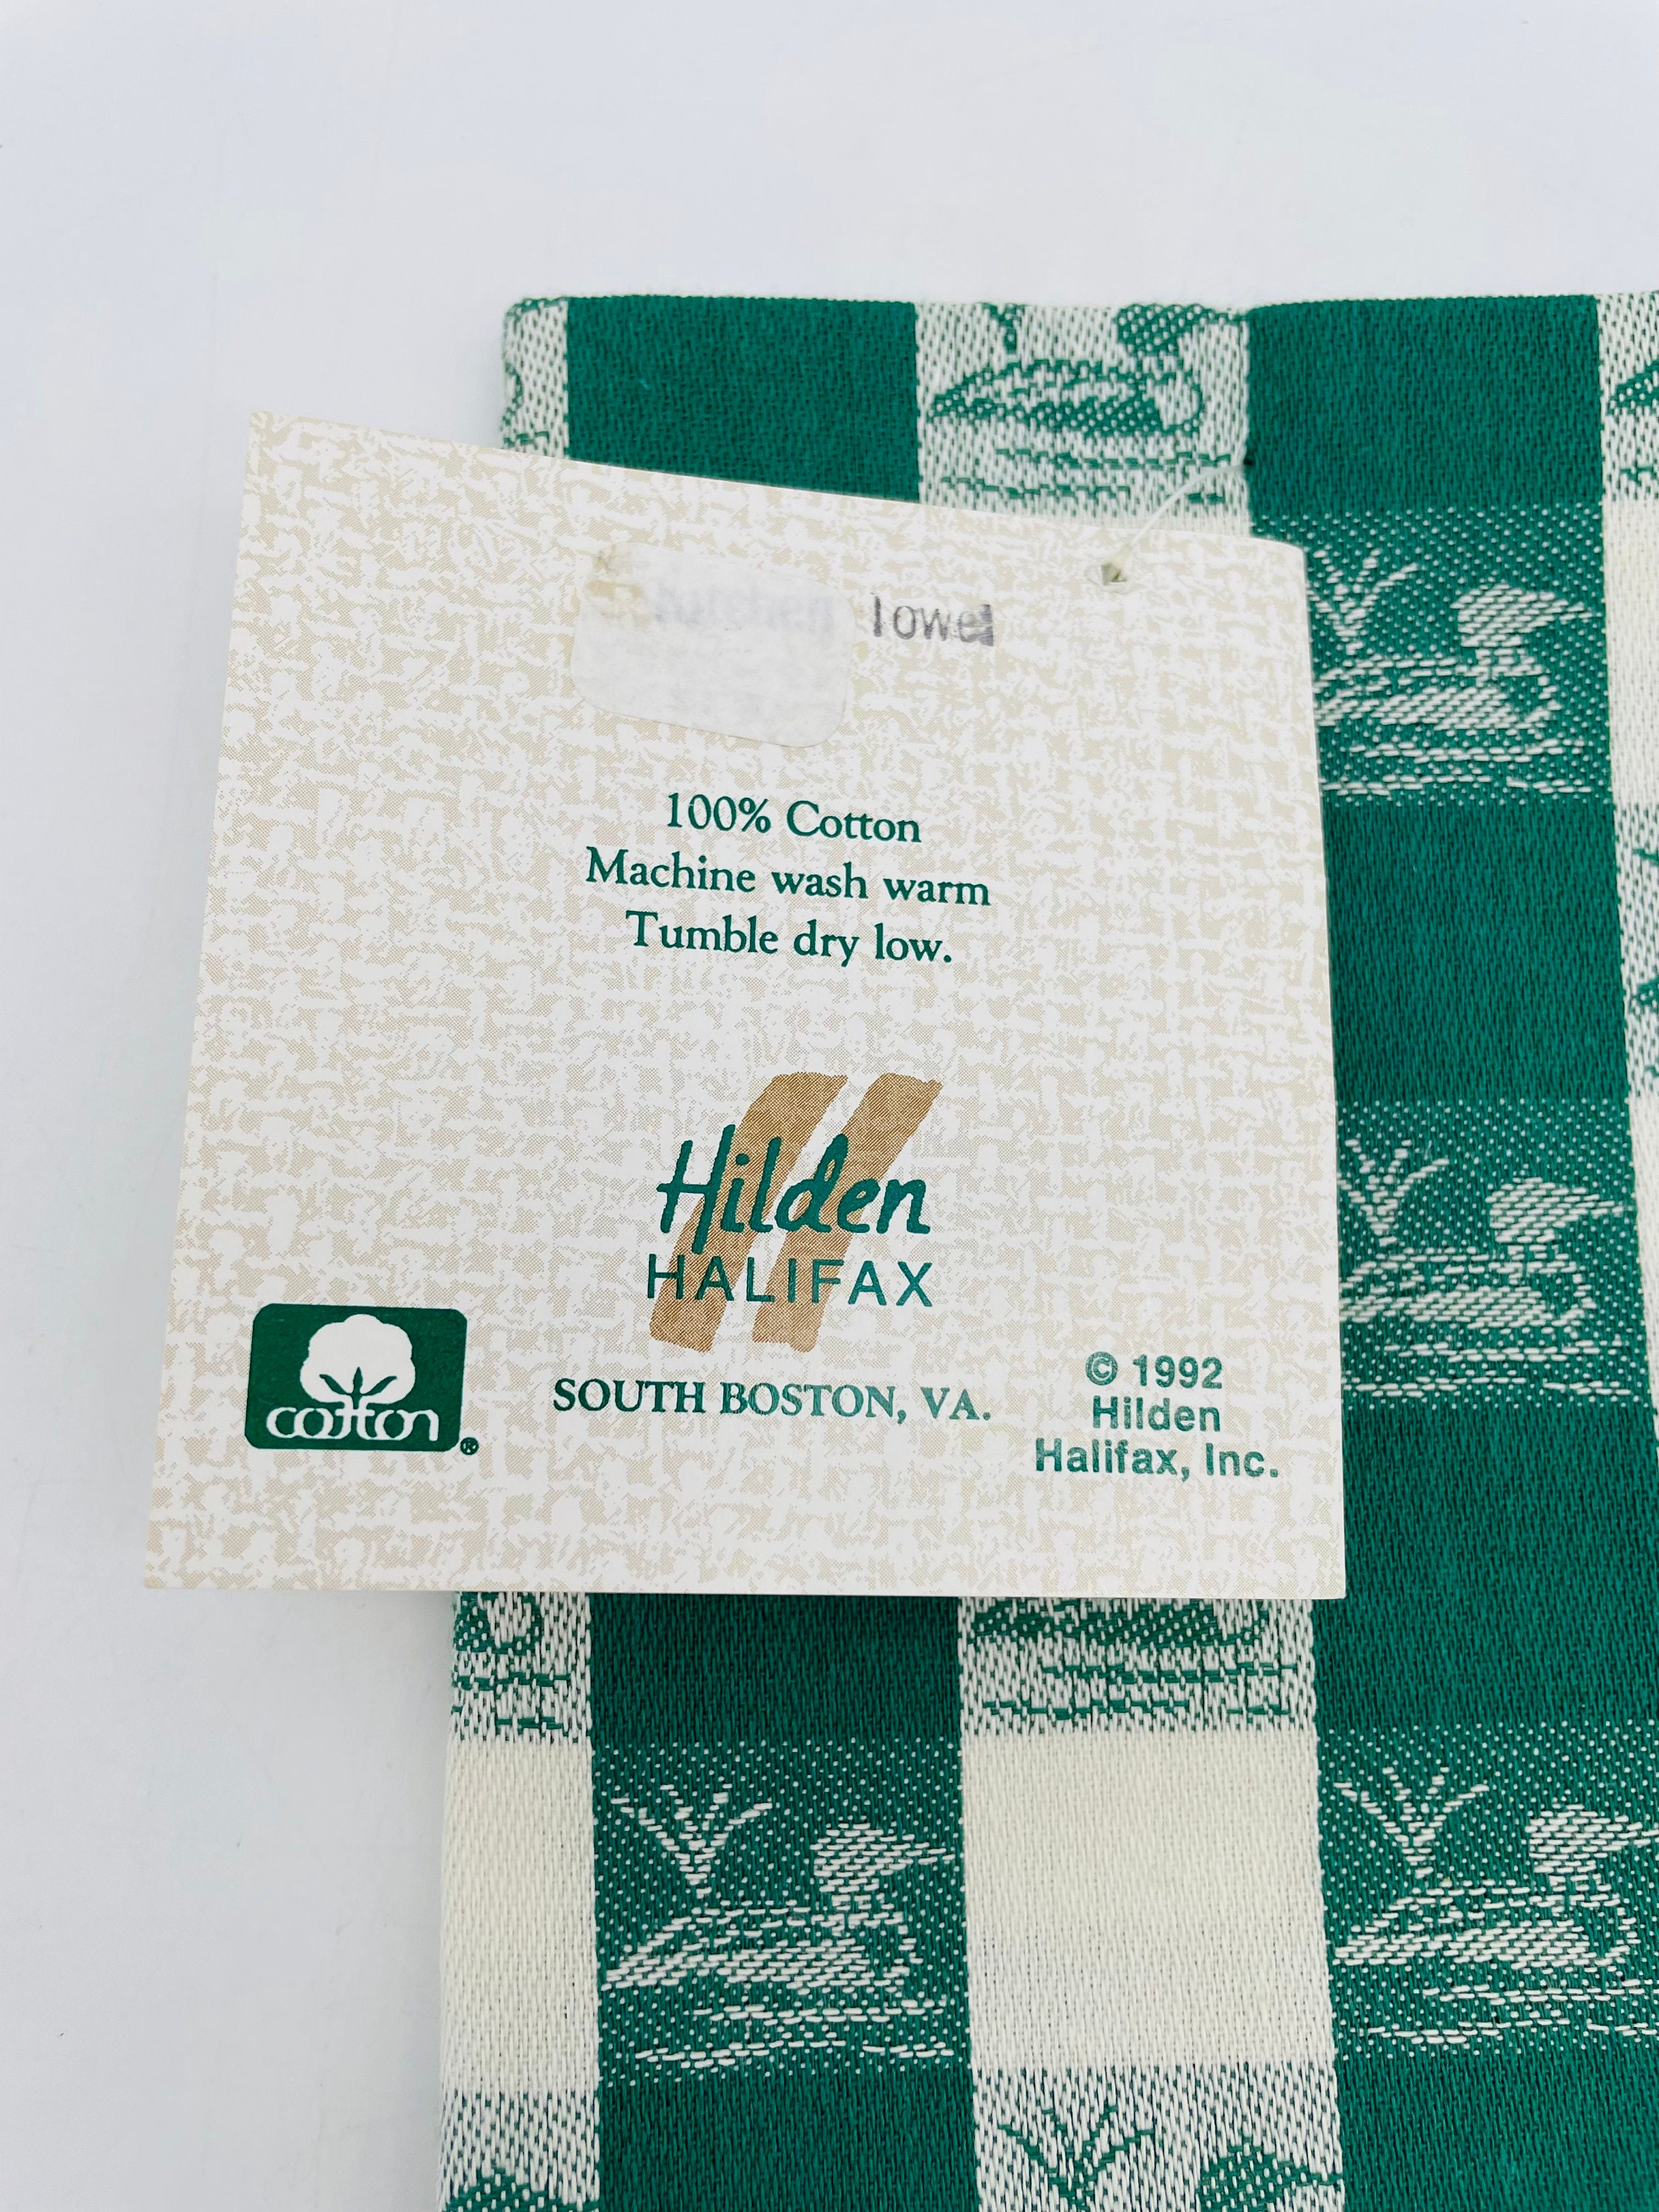 Kitchen Towel
100% Cotton
Machine wash warm
Tumble dry low.
Hilden
HALIFAX
cotton®
SOUTH BOSTON, VA.
© 1992
Hilden
Halifax, Inc.